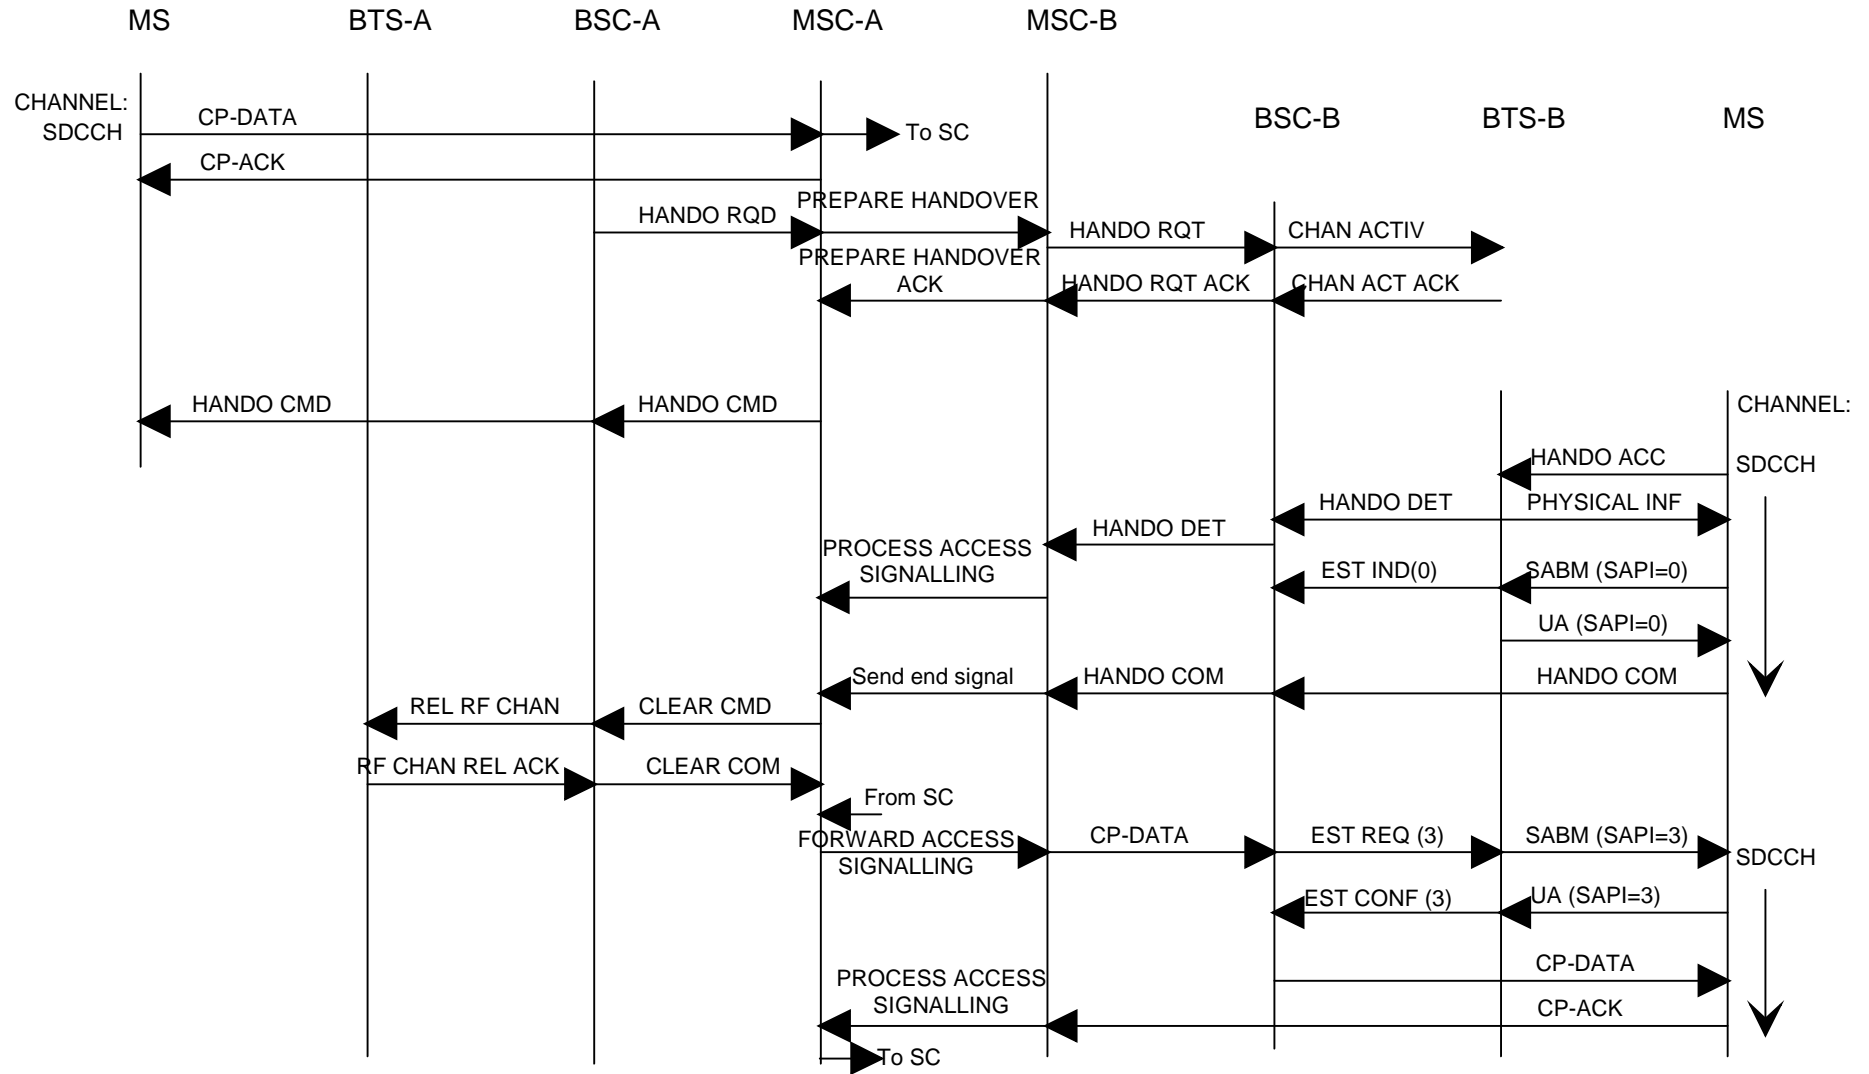 MS BTS-A BSC-A MSC-A MSC-B
CHANNEL:
SDCCH
CP-DATA
To SC
BSC-B BTS-B MS
CP-ACK
PREPARE HANDOVER
HANDO RQD
HANDO RQT
CHAN ACTIV
PREPARE HANDOVER
ACK
HANDO RQT ACK
CHAN ACT ACK
HANDO CMD
HANDO CMD
CHANNEL:
HANDO ACC
SDCCH
HANDO DET
PHYSICAL INF
HANDO DET
PROCESS ACCESS
SIGNALLING
EST IND(0)
SABM (SAPI=0)
UA (SAPI=0)
Send end signal
HANDO COM
HANDO COM
REL RF CHAN
CLEAR CMD
RF CHAN REL ACK
CLEAR COM
From SC
FORWARD ACCESS
SIGNALLING
CP-DATA
EST REQ (3)
SABM (SAPI=3)
SDCCH
EST CONF (3)
UA (SAPI=3)
CP-DATA
PROCESS ACCESS
SIGNALLING
CP-ACK
To SC